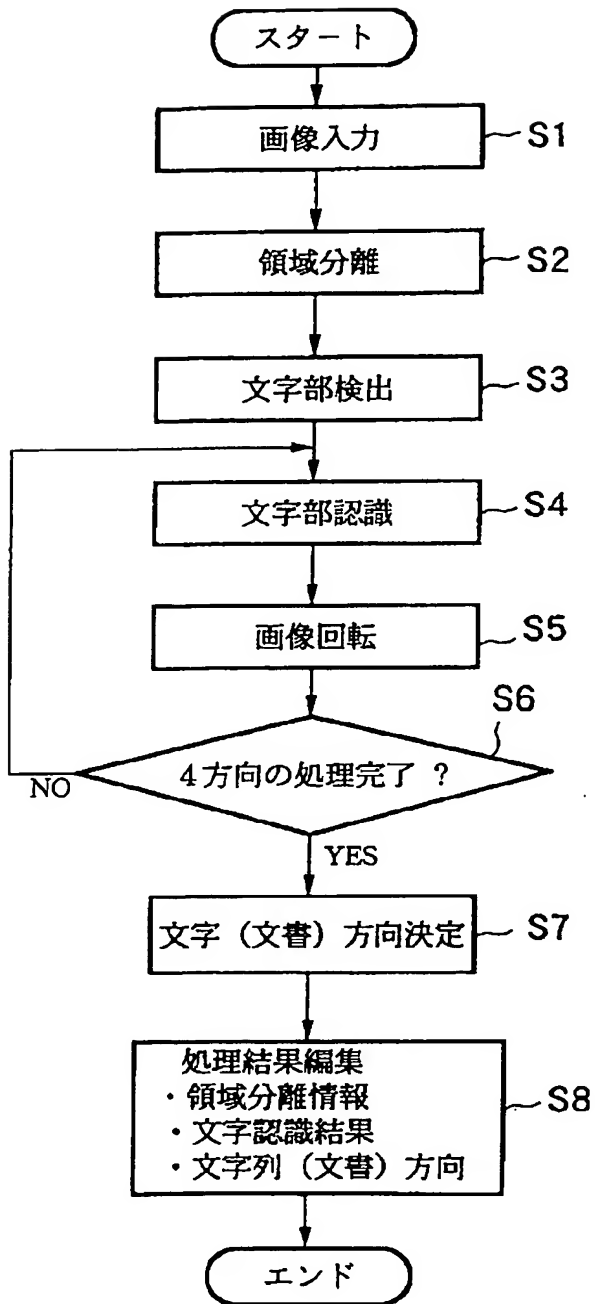 スタート
画像入力
S1
領域分離
S2
文字部検出
S3
文字部認識
S4
画像回転
S5
S6
4方向の処理完了 ?
NO
YES
文字 (文書) 方向決定
S7
処理結果編集
・領域分離情報
・文字認識結果
・文字列 (文書) 方向
S8
エンド